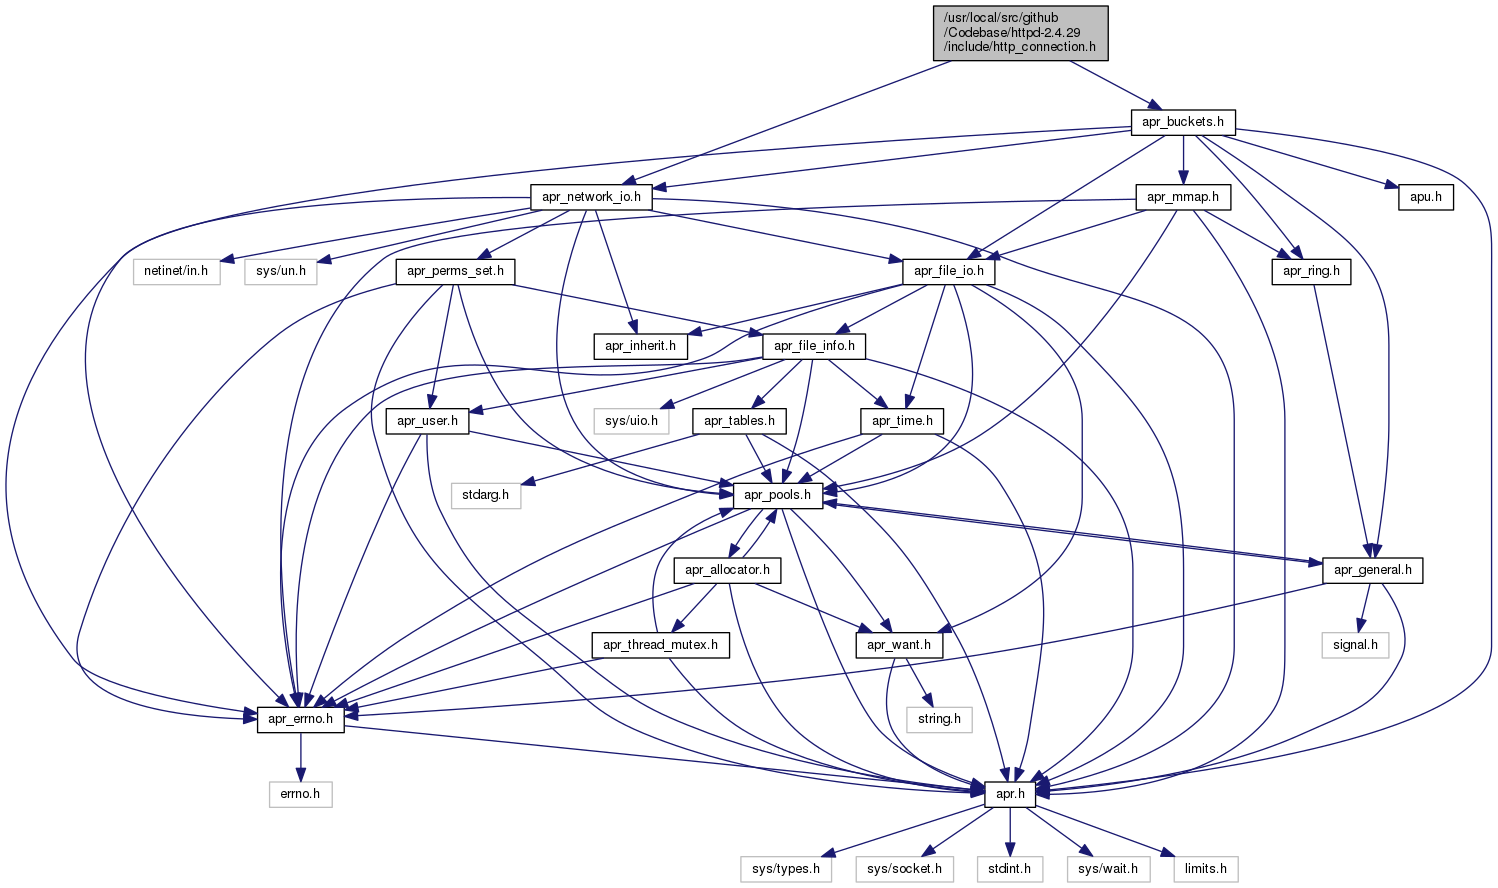 /usr/local/src/github
/Codebase/httpd-2.4.29
/include/http_connection.h
apr_buckets.h
apr_network_io.h
apr_mmap.h
apu.h
netinet/in.h
sys/un.h
apr_perms_set.h
apr_file_io.h
apr_ring.h
apr_inherit.h
apr_file_info.h
apr_user.h
sys/uio.h
apr_tables.h
apr_time.h
stdarg.h
apr_pools.h
apr_allocator.h
apr_general.h
apr_thread_mutex.h
apr_want.h
signal.h
apr_errno.h
string.h
errno.h
apr.h
sys/types.h
sys/socket.h
stdint.h
sys/wait.h
limits.h